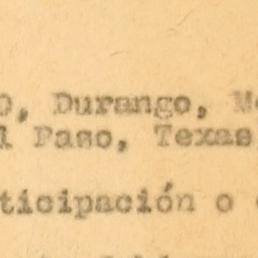 O, Durango, M
l Paso, Texas,
ticipación o